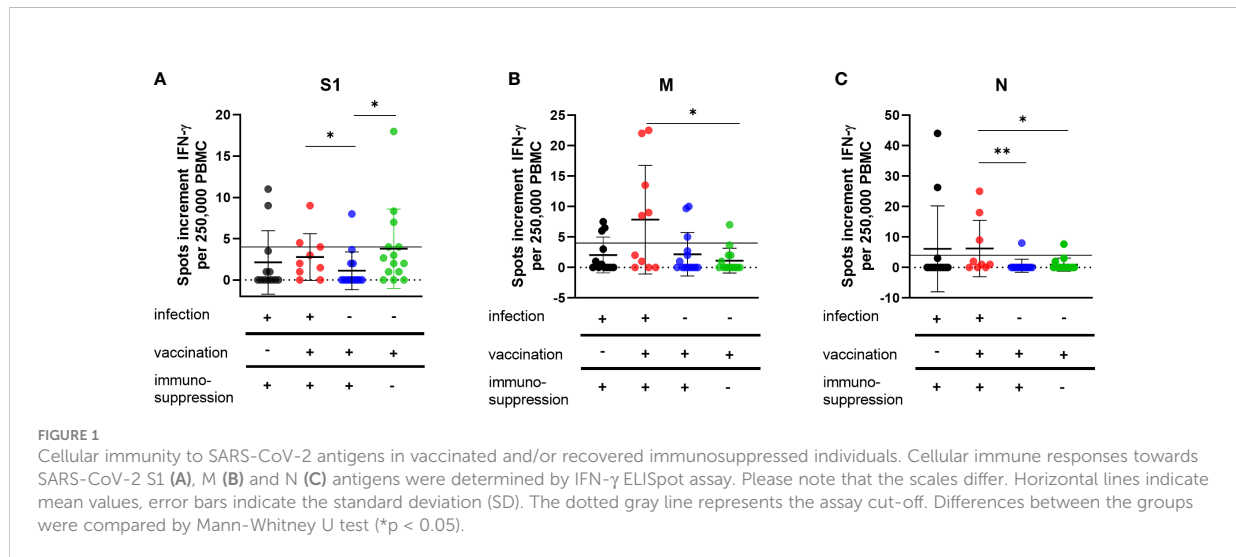 A
S1
Spots increment IFN-γ
per 250,000 PBMC
20
15
10
5
0
*
*
infection + + - -
vaccination - + + +
immuno-
suppression + + + -
B
M
Spots increment IFN-γ
per 250,000 PBMC
25
20
15
10
5
0
-5
*
infection + + - -
vaccination - + + +
immuno-
suppression + + + -
C
N
Spots increment IFN-γ
per 250,000 PBMC
50
40
30
20
10
0
-10
*
**
infection + + - -
vaccination - + + +
immuno-
suppression + + + -
FIGURE 1
Cellular immunity to SARS-CoV-2 antigens in vaccinated and/or recovered immunosuppressed individuals. Cellular immune responses towards
SARS-CoV-2 S1 (A), M (B) and N (C) antigens were determined by IFN-γ ELISpot assay. Please note that the scales differ. Horizontal lines indicate
mean values, error bars indicate the standard deviation (SD). The dotted gray line represents the assay cut-off. Differences between the groups
were compared by Mann-Whitney U test (*p < 0.05).